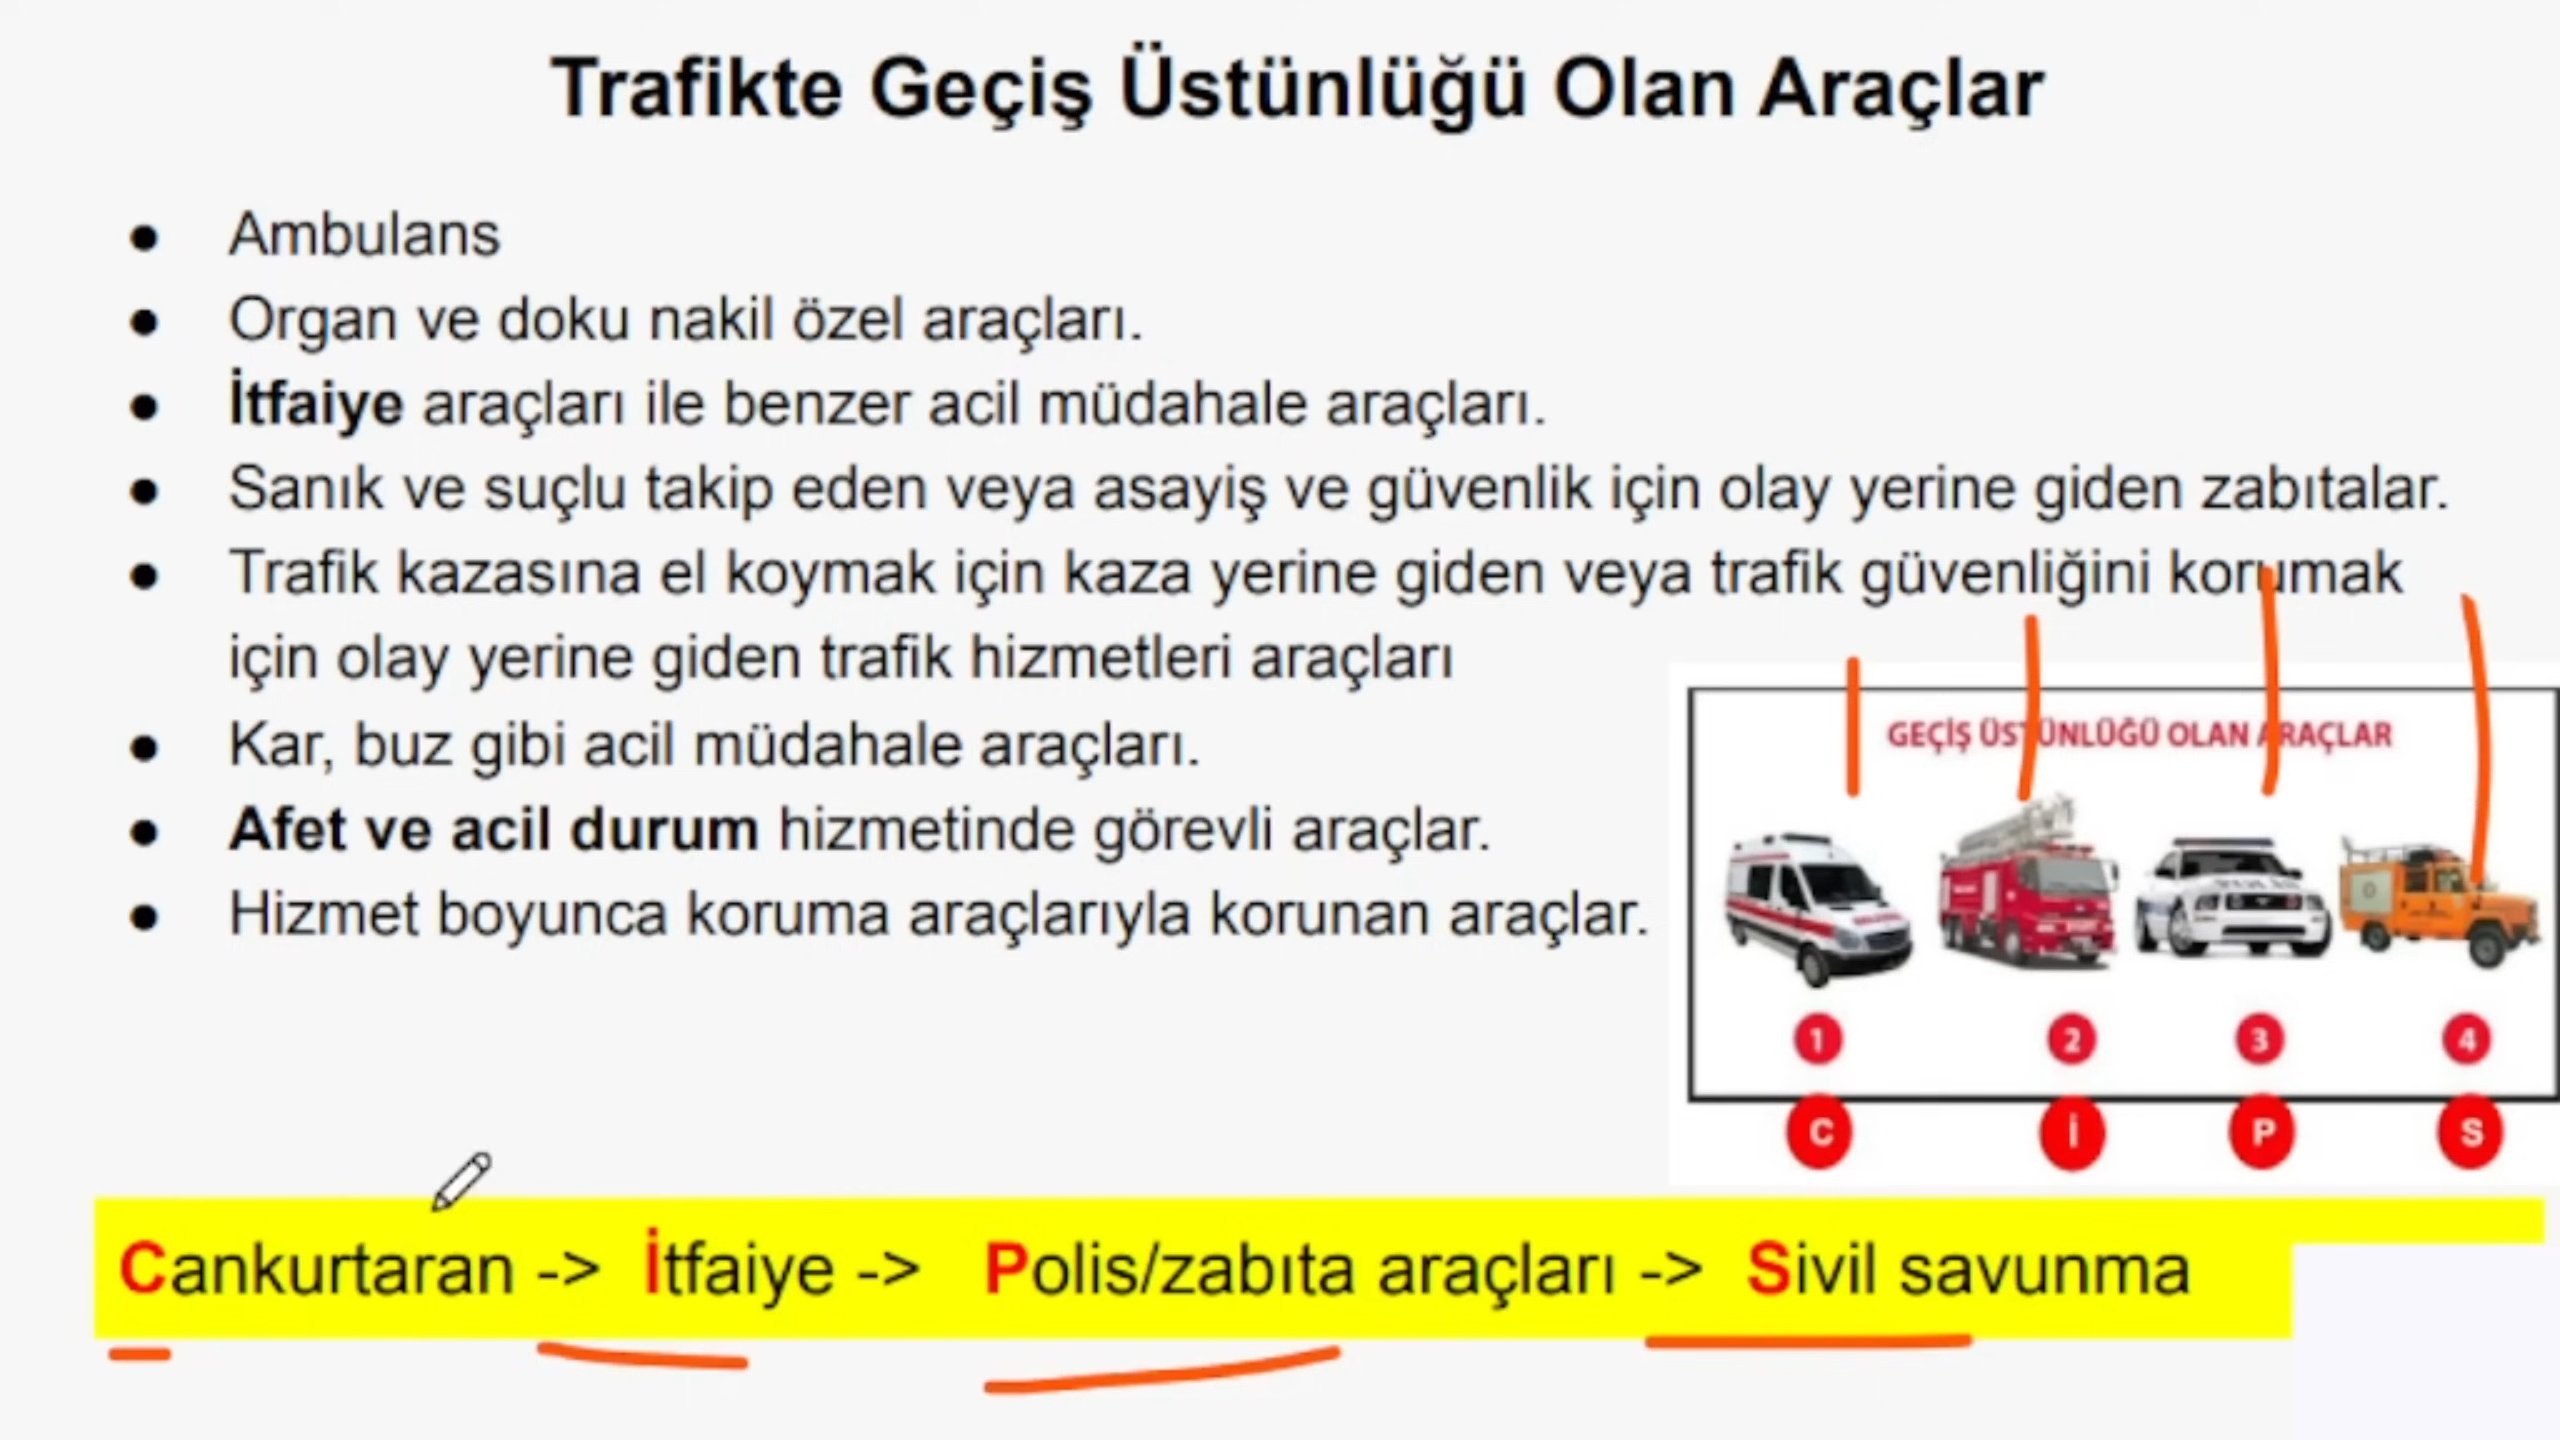 Trafikte Geçiş Üstünlüğü Olan Araçlar
● Ambulans
● Organ ve doku nakil özel araçları.
● İtfaiye araçları ile benzer acil müdahale araçları.
● Sanık ve suçlu takip eden veya asayiş ve güvenlik için olay yerine giden zabıtalar.
● Trafik kazasına el koymak için kaza yerine giden veya trafik güvenliğini korumak
için olay yerine giden trafik hizmetleri araçları
● Kar, buz gibi acil müdahale araçları.
● Afet ve acil durum hizmetinde görevli araçlar.
● Hizmet boyunca koruma araçlarıyla korunan araçlar.
GEÇİŞ ÜSTÜNLÜĞÜ OLAN ARAÇLAR
1 2 3 4
C İ P S
Cankurtaran -> İtfaiye -> Polis/zabıta araçları -> Sivil savunma